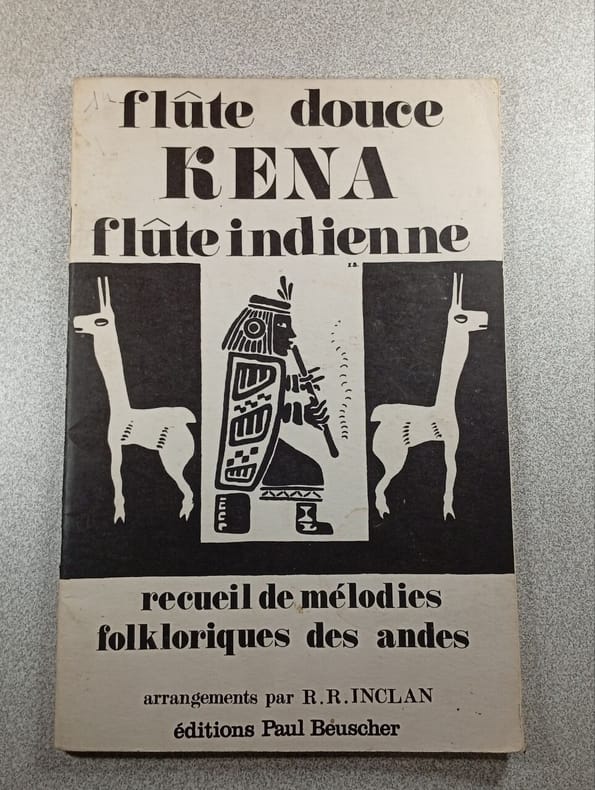 flûte douce
KENA
flûte indienne
recueil de mélodies
folkloriques des andes
arrangements par R.R.INCLAN
éditions Paul Beuscher